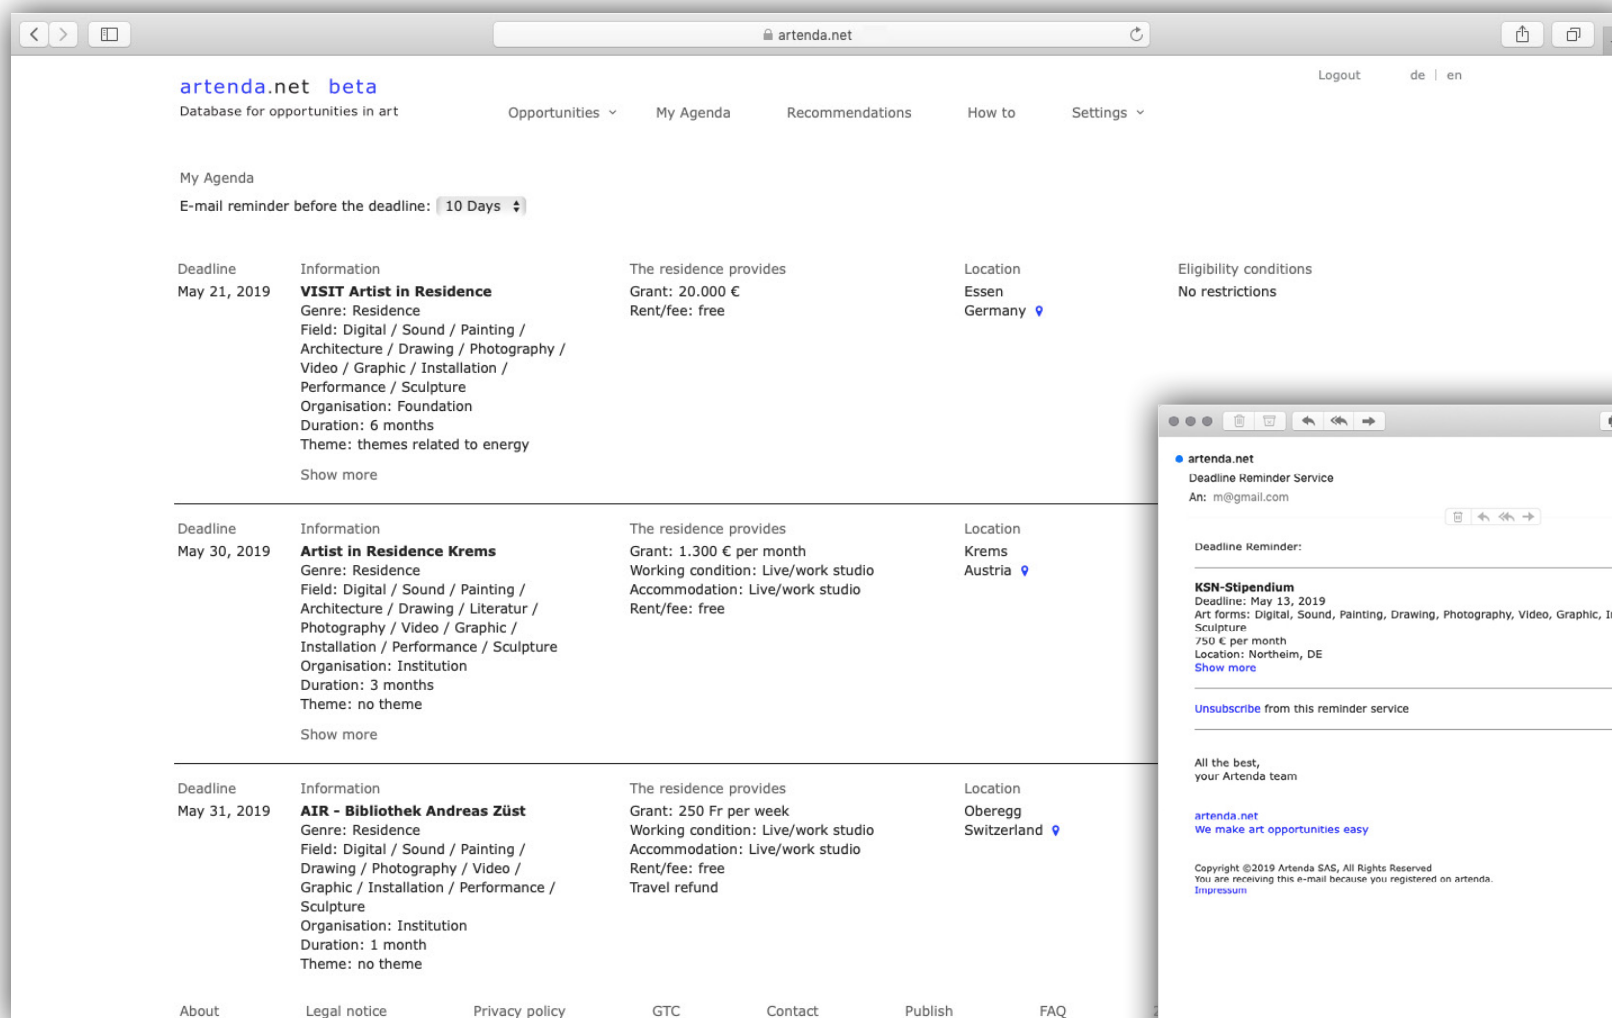 artenda.net
Logout de | en
artenda.net beta
Database for opportunities in art
Opportunities My Agenda Recommendations How to Settings
My Agenda
E-mail reminder before the deadline: 10 Days
Deadline Information The residence provides Location Eligibility conditions
May 21, 2019 VISIT Artist in Residence Grant: 20.000 € Essen No restrictions
Genre: Residence Rent/fee: free Germany
Field: Digital / Sound / Painting /
Architecture / Drawing / Photography /
Video / Graphic / Installation /
Performance / Sculpture
Organisation: Foundation
Duration: 6 months
Theme: themes related to energy
Show more
Deadline Information The residence provides Location
May 30, 2019 Artist in Residence Krems Grant: 1.300 € per month Krems
Genre: Residence Working condition: Live/work studio Austria
Field: Digital / Sound / Painting / Accommodation: Live/work studio
Architecture / Drawing / Literatur / Rent/fee: free
Photography / Video / Graphic /
Installation / Performance / Sculpture
Organisation: Institution
Duration: 3 months
Theme: no theme
Show more
Deadline Information The residence provides Location
May 31, 2019 AIR - Bibliothek Andreas Züst Grant: 250 Fr per week Oberegg
Genre: Residence Working condition: Live/work studio Switzerland
Field: Digital / Sound / Painting / Accommodation: Live/work studio
Drawing / Photography / Video / Rent/fee: free
Graphic / Installation / Performance / Travel refund
Sculpture
Organisation: Institution
Duration: 1 month
Theme: no theme
About Legal notice Privacy policy GTC Contact Publish FAQ
artenda.net
Deadline Reminder Service
An: m@gmail.com
Deadline Reminder:
KSN-Stipendium
Deadline: May 13, 2019
Art forms: Digital, Sound, Painting, Drawing, Photography, Video, Graphic,
Sculpture
750 € per month
Location: Northeim, DE
Show more
Unsubscribe from this reminder service
All the best,
your Artenda team
artenda.net
We make art opportunities easy
Copyright ©2019 Artenda SAS, All Rights Reserved
You are receiving this e-mail because you registered on artenda.
Impressum